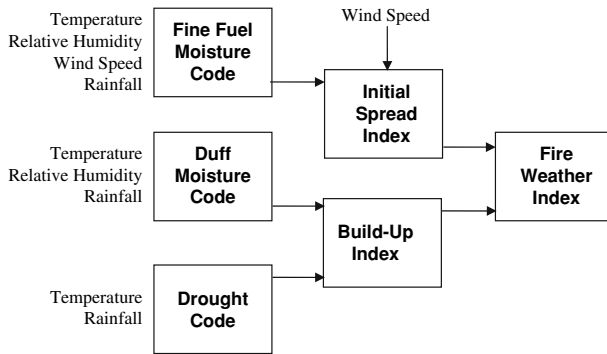 Temperature
Relative Humidity
Wind Speed
Rainfall
Fine Fuel
Moisture
Code
Wind Speed
Initial
Spread
Index
Temperature
Relative Humidity
Rainfall
Duff
Moisture
Code
Fire
Weather
Index
Build-Up
Index
Temperature
Rainfall
Drought
Code